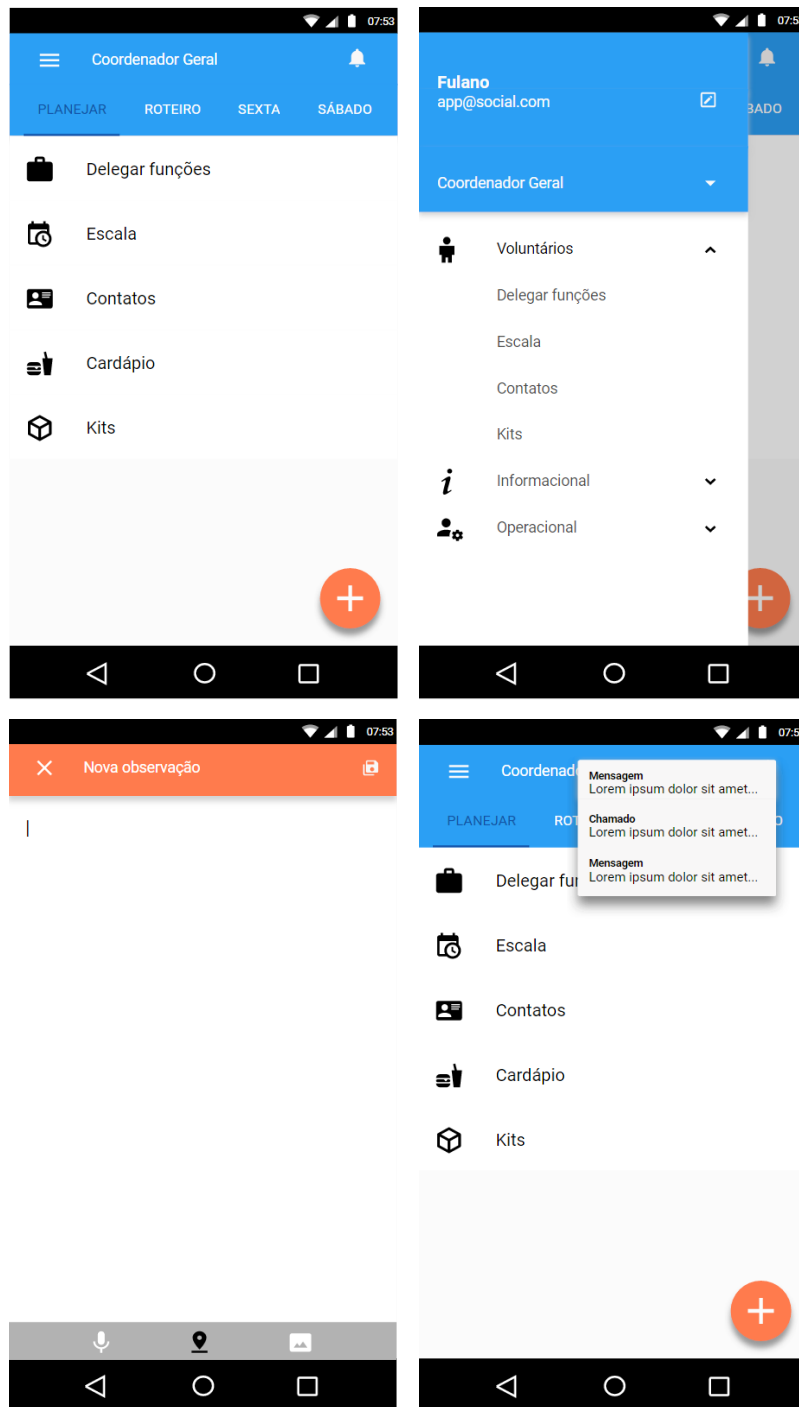 07:53
Coordenador Geral
PLANEJAR ROTEIRO SEXTA SÁBADO
Delegar funções
Escala
Contatos
Cardápio
Kits
07:5
Fulano
app@social.com
BADO
Coordenador Geral
Voluntários
Delegar funções
Escala
Contatos
Kits
Informacional
Operacional
07:53
Nova observação
07:5
Coordenad
PLANEJAR ROT O
Mensagem
Lorem ipsum dolor sit amet...
Chamado
Lorem ipsum dolor sit amet...
Mensagem
Lorem ipsum dolor sit amet...
Delegar fun
Escala
Contatos
Cardápio
Kits